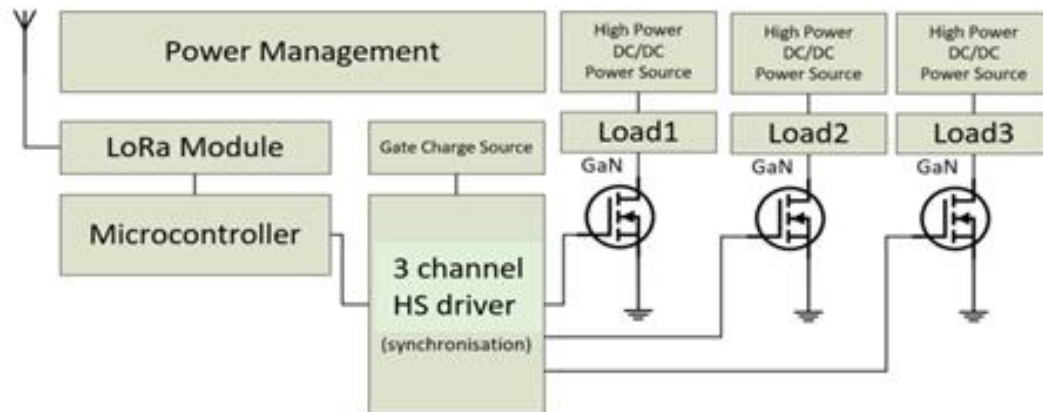 Power Management
High Power
DC/DC
Power Source
High Power
DC/DC
Power Source
High Power
DC/DC
Power Source
LoRa Module
Gate Charge Source
Load1
Load2
Load3
GaN
GaN
GaN
Microcontroller
3 channel
HS driver
(synchronisation)